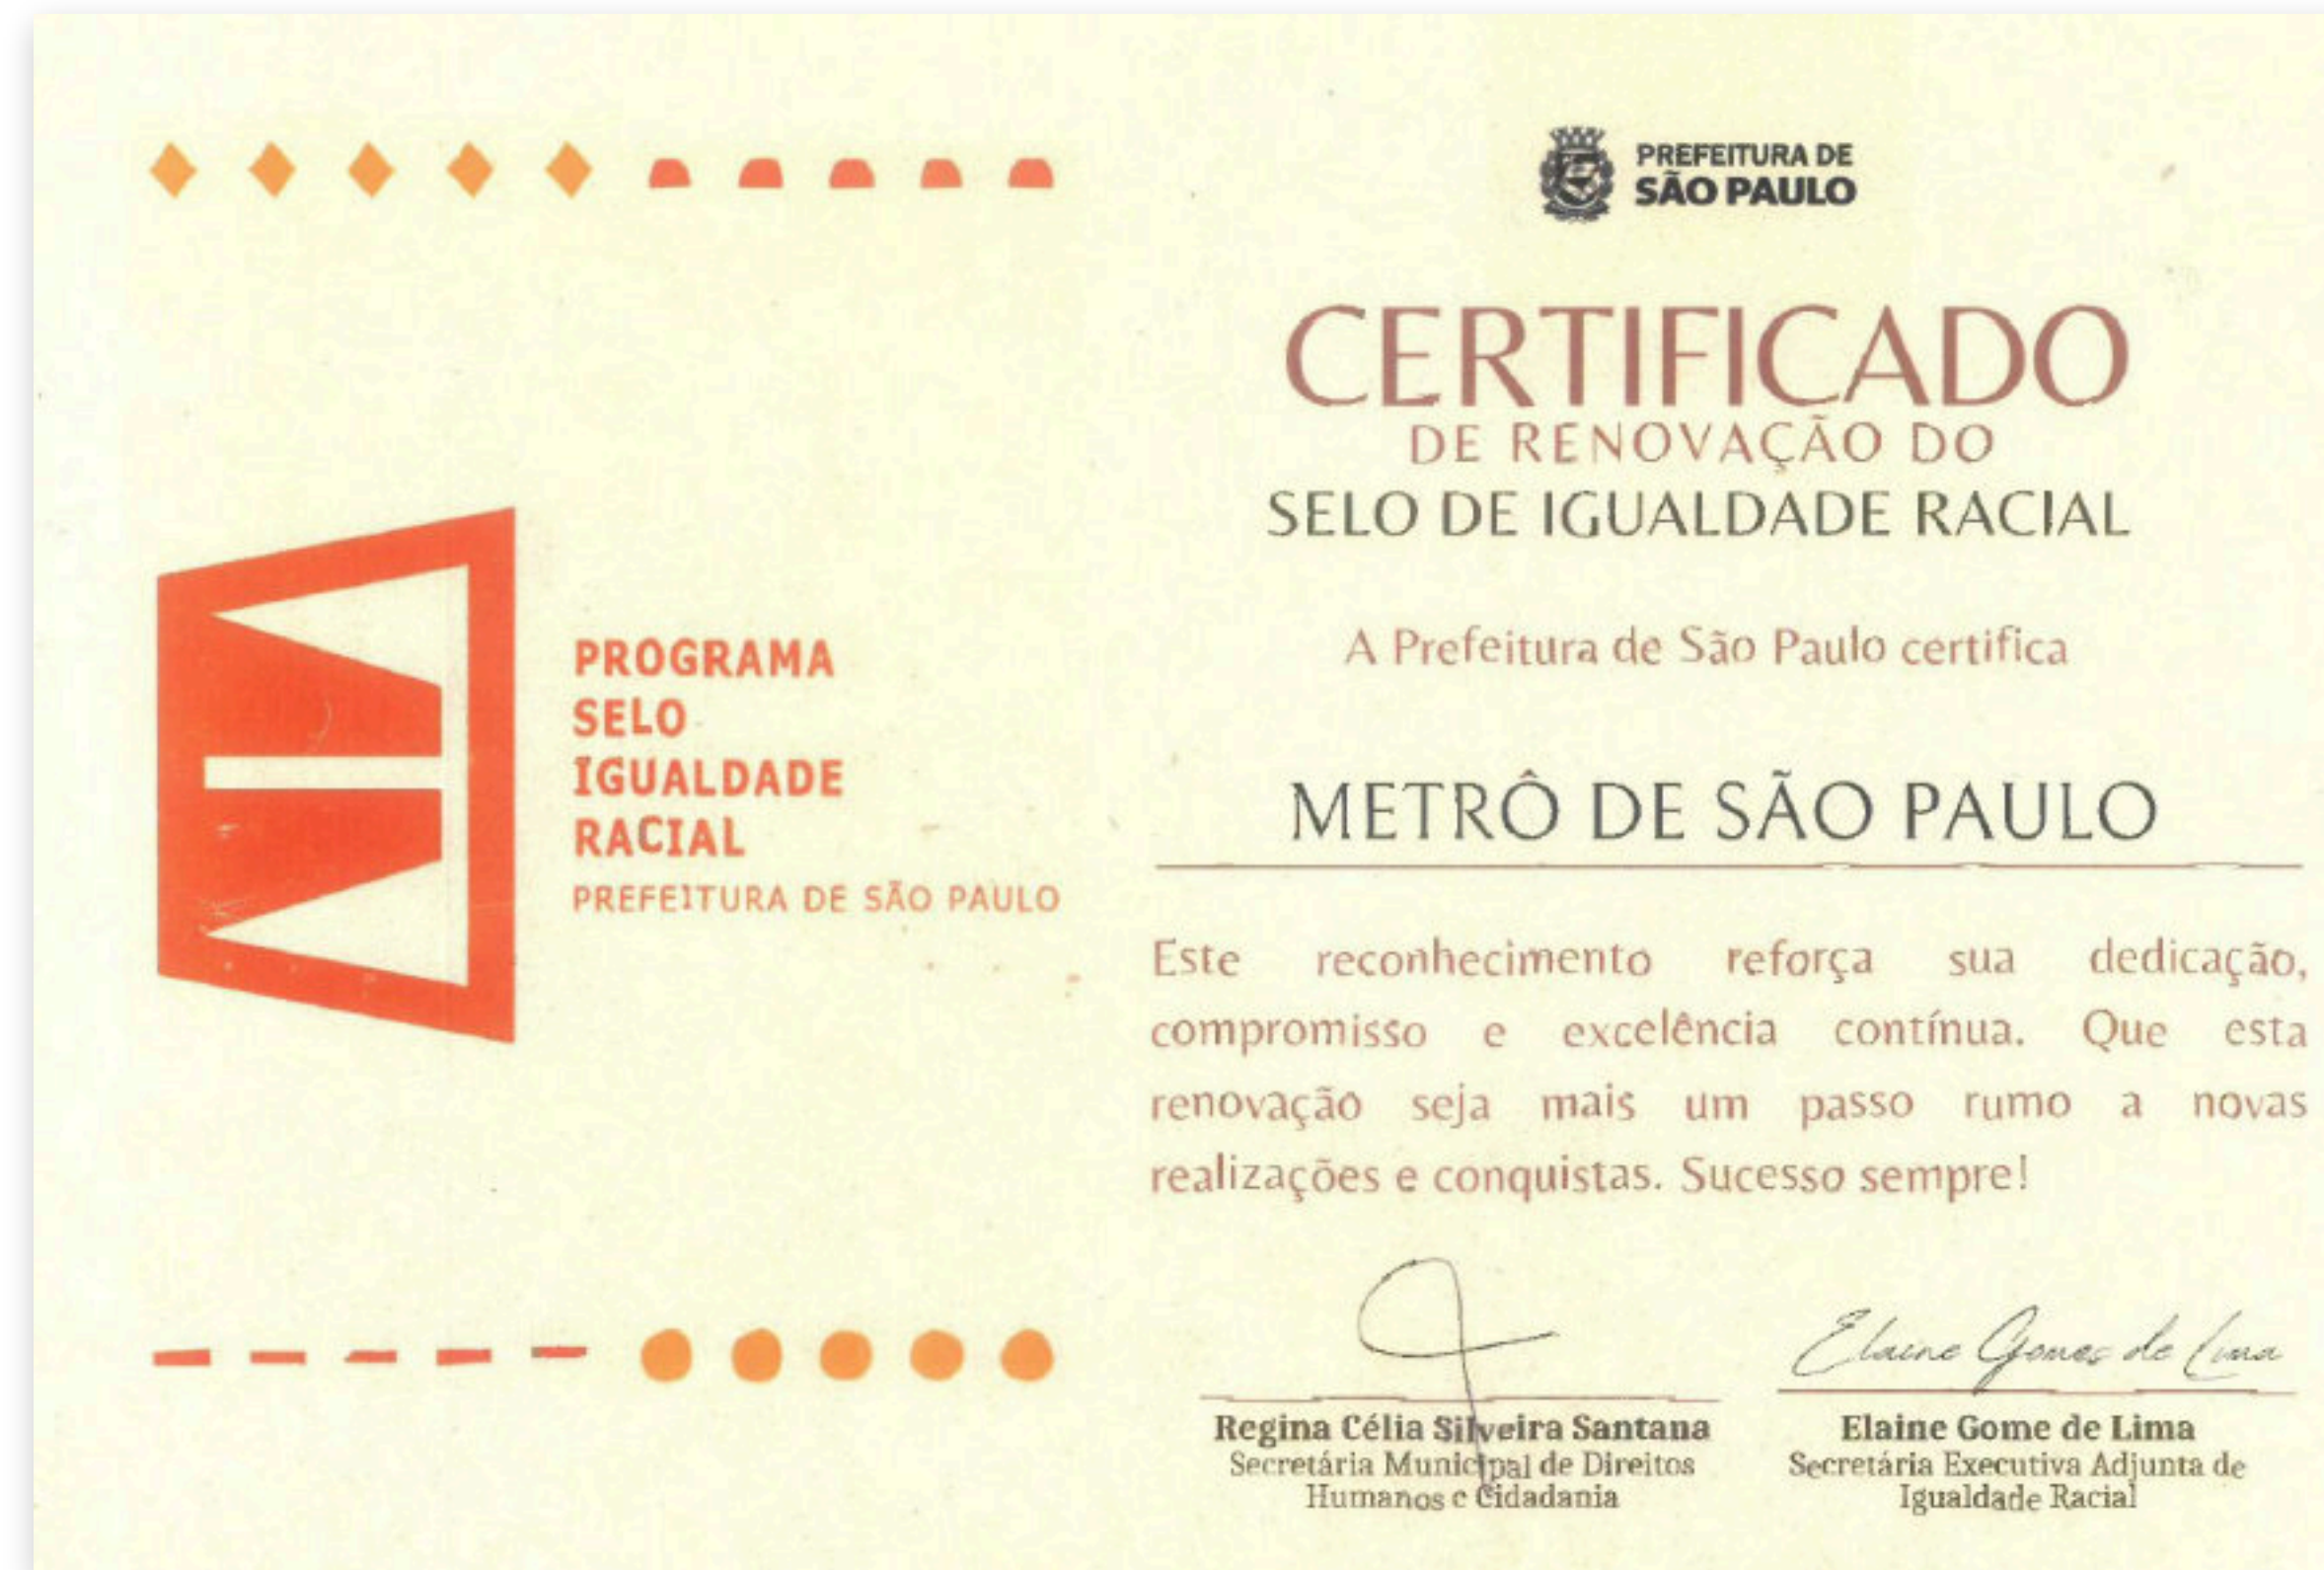 PREFEITURA DE
SÃO PAULO
CERTIFICADO
DE RENOVAÇÃO DO
SELO DE IGUALDADE RACIAL
A Prefeitura de São Paulo certifica
METRÔ DE SÃO PAULO
Este reconhecimento reforça sua dedicação,
compromisso e excelência contínua. Que esta
renovação seja mais um passo rumo a novas
realizações e conquistas. Sucesso sempre!
PROGRAMA
SELO
IGUALDADE
RACIAL
PREFEITURA DE SÃO PAULO
Elaine Gomes de Lima
Regina Célia Silveira Santana
Secretária Municipal de Direitos
Humanos e Cidadania
Elaine Gome de Lima
Secretária Executiva Adjunta de
Igualdade Racial